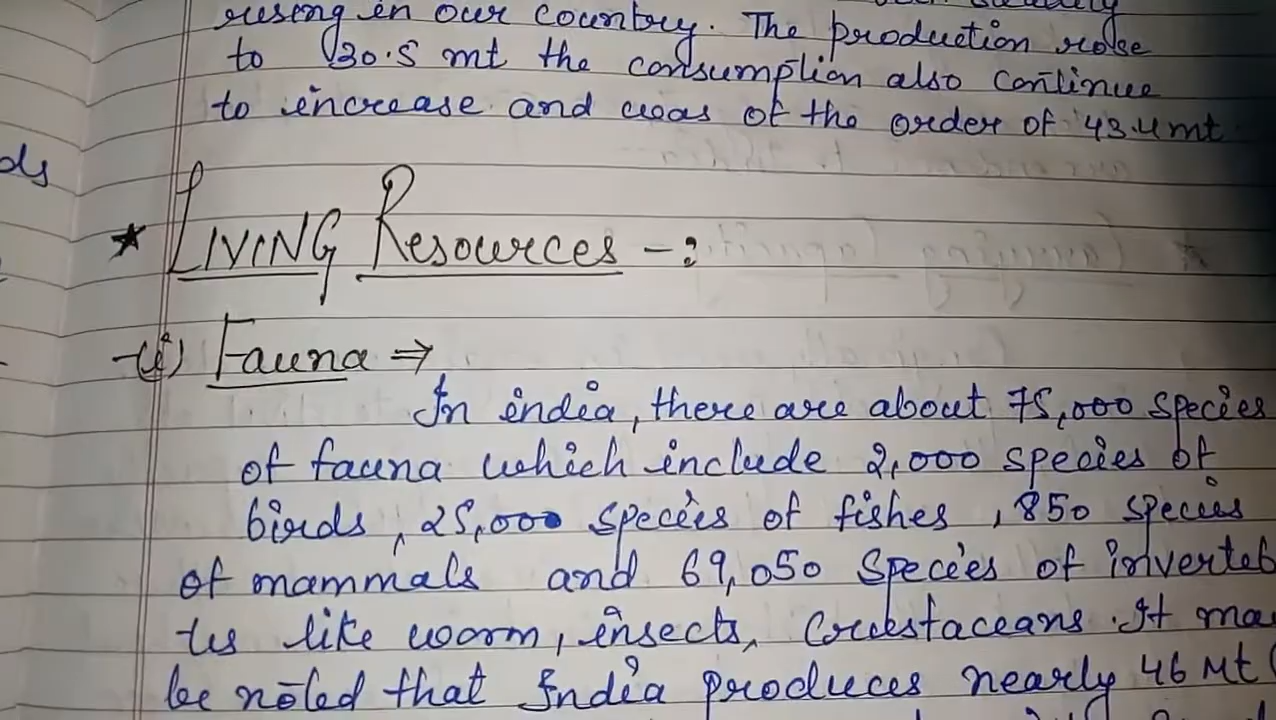 rising in our country. The production rose
to 30.5 mt the consumption also continue
to increase and was of the order of 43.4 mt
ds
★ LIVING Resources -:
(i) Fauna ⇒
In india, there are about 75,000 species
of fauna which include 2,000 species of
birds, 25,000 species of fishes, 850 species
of mammals and 69,050 species of inverteb
tes like worm, insects, Crustaceans. It ma
be noted that India produces nearly 46 Mt